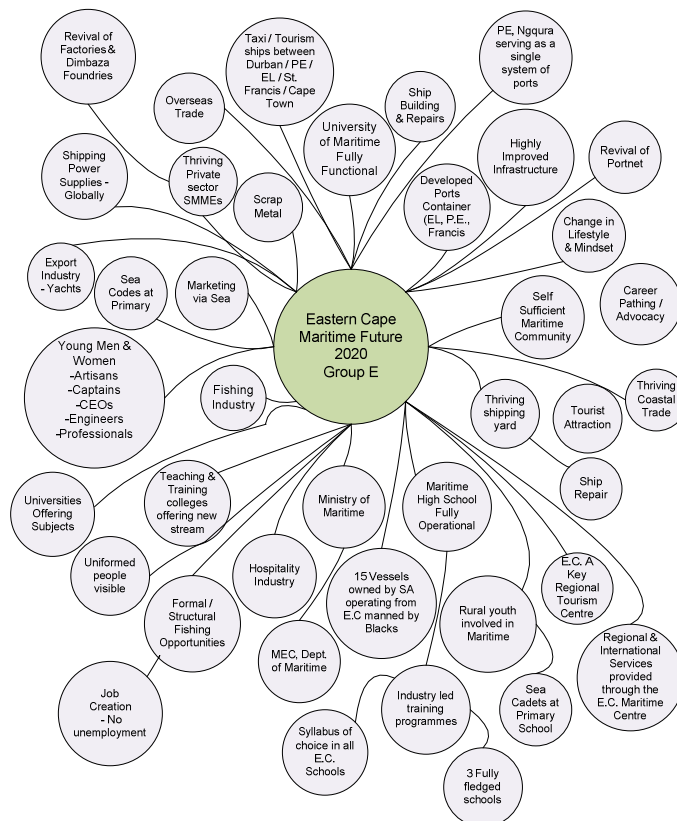 Revival of
Factories &
Dimbaza
Foundries
Taxi / Tourism
ships between
Durban / PE /
EL / St.
Francis / Cape
Town
PE, Ngqura
serving as a
single
system of
ports
Overseas
Trade
Ship
Building
& Repairs
University
of Maritime
Fully
Functional
Highly
Improved
Infrastructure
Revival of
Portnet
Shipping
Power
Supplies -
Globally
Thriving
Private
sector
SMMEs
Scrap
Metal
Developed
Ports
Container
(EL, P.E.,
Francis
Change in
Lifestyle
& Mindset
Export
Industry
- Yachts
Sea
Codes at
Primary
Marketing
via Sea
Eastern Cape
Maritime Future
2020
Group E
Self
Sufficient
Maritime
Community
Career
Pathing /
Advocacy
Young Men &
Women
-Artisans
-Captains
-CEOs
-Engineers
-Professionals
Fishing
Industry
Thriving
shipping
yard
Tourist
Attraction
Thriving
Coastal
Trade
Ship
Repair
Universities
Offering
Subjects
Teaching &
Training
colleges
offering new
stream
Ministry of
Maritime
Maritime
High School
Fully
Operational
Uniformed
people
visible
Hospitality
Industry
15 Vessels
owned by SA
operating from
E.C manned by
Blacks
E.C. A
Key
Regional
Tourism
Centre
Formal /
Structural
Fishing
Opportunities
Rural youth
involved in
Maritime
MEC, Dept.
of Maritime
Regional &
International
Services
provided
through the
E.C. Maritime
Centre
Job
Creation
- No
unemployment
Industry led
training
programmes
Sea
Cadets at
Primary
School
Syllabus of
choice in all
E.C.
Schools
3 Fully
fledged
schools